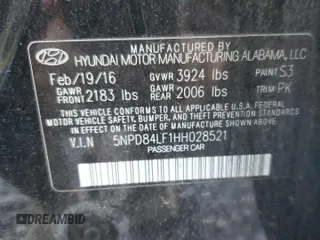 MANUFACTURED BY
HYUNDAI MOTOR MANUFACTURING ALABAMA, LLC
Feb/19/16 GVWR 3924 lbs PAINT S3
GAWR FRONT 2183 lbs GAWR REAR 2006 lbs TRIM PK
THIS VEHICLE CONFORMS TO ALL APPLICABLE U.S. FEDERAL MOTOR
VEHICLE SAFETY, BUMPER, AND THEFT PREVENTION STANDARDS
IN EFFECT ON THE DATE OF MANUFACTURE SHOWN ABOVE.
V.I.N 5NPD84LF1HH028521
PASSENGER CAR
DREAMBID